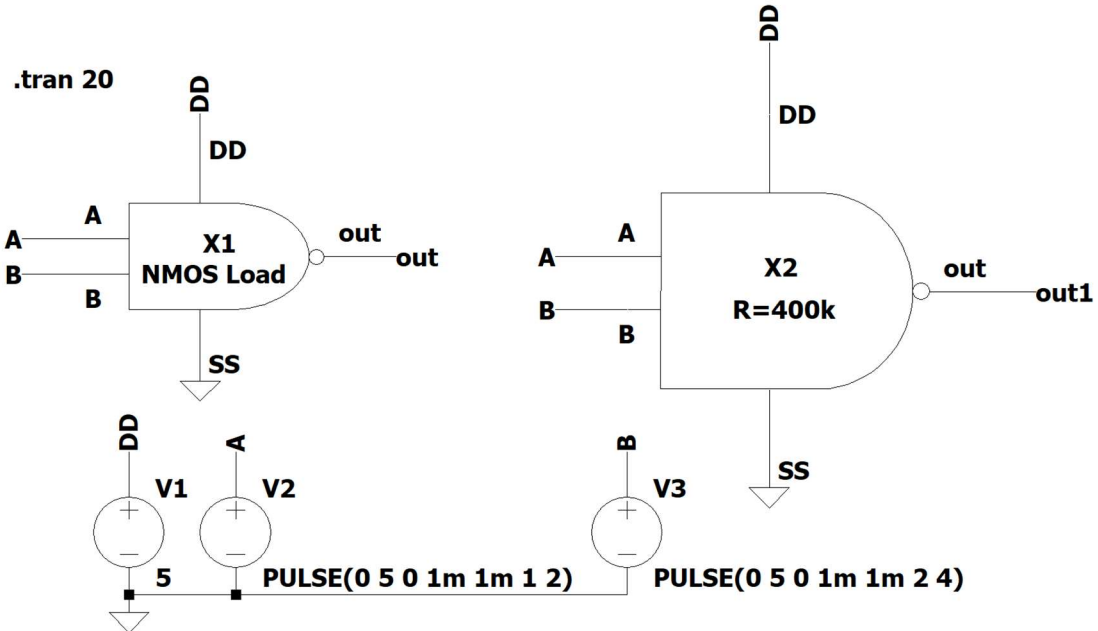 .tran 20
DD
DD
A
A
B
B
X1
NMOS Load
out
out
SS
DD
DD
A
A
B
B
X2
R=400k
out
out1
SS
DD
V1
5
A
V2
PULSE(0 5 0 1m 1m 1 2)
B
V3
PULSE(0 5 0 1m 1m 2 4)